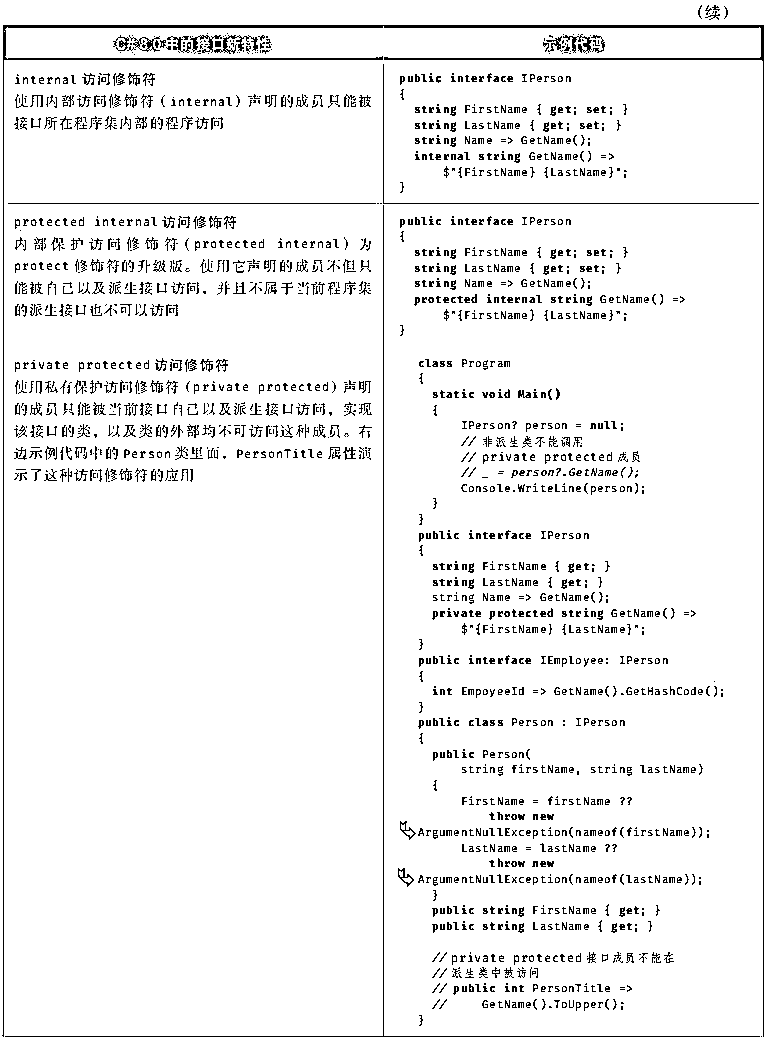 (续)
C#8.0中的接口新特性
示例代码
internal 访问修饰符
使用内部访问修饰符（internal）声明的成员只能被
接口所在程序集内部的程序访问
public interface IPerson
{
string FirstName { get; set; }
string LastName { get; set; }
string Name => GetName();
internal string GetName() =>
$"{FirstName} {LastName}";
}
protected internal 访问修饰符
内部保护访问修饰符(protected internal) 为
protect 修饰符的升级版。使用它声明的成员不但只
能被自己以及派生接口访问，并且不属于当前程序集
的派生接口也不可以访问
public interface IPerson
{
string FirstName { get; set; }
string LastName { get; set; }
string Name => GetName();
protected internal string GetName() =>
$"{FirstName} {LastName}";
}
private protected 访问修饰符
使用私有保护访问修饰符（private protected）声明
的成员只能被当前接口自己以及派生接口访问，实现
该接口的类，以及类的外部均不可访问这种成员。右
边示例代码中的 Person 类里面，PersonTitle 属性演
示了这种访问修饰符的应用
class Program
{
static void Main()
{
IPerson? person = null;
// 非派生类不能调用
// private protected 成员
// _ = person?.GetName();
Console.WriteLine(person);
}
}
public interface IPerson
{
string FirstName { get; }
string LastName { get; }
string Name => GetName();
private protected string GetName() =>
$"{FirstName} {LastName}";
}
public interface IEmployee: IPerson
{
int EmpoyeeId => GetName().GetHashCode();
}
public class Person : IPerson
{
public Person(
string firstName, string lastName)
{
FirstName = firstName ??
throw new
ArgumentNullException(nameof(firstName));
LastName = lastName ??
throw new
ArgumentNullException(nameof(lastName));
}
public string FirstName { get; }
public string LastName { get; }
// private protected 接口成员不能在
// 派生类中被访问
// public int PersonTitle =>
// GetName().ToUpper();
}